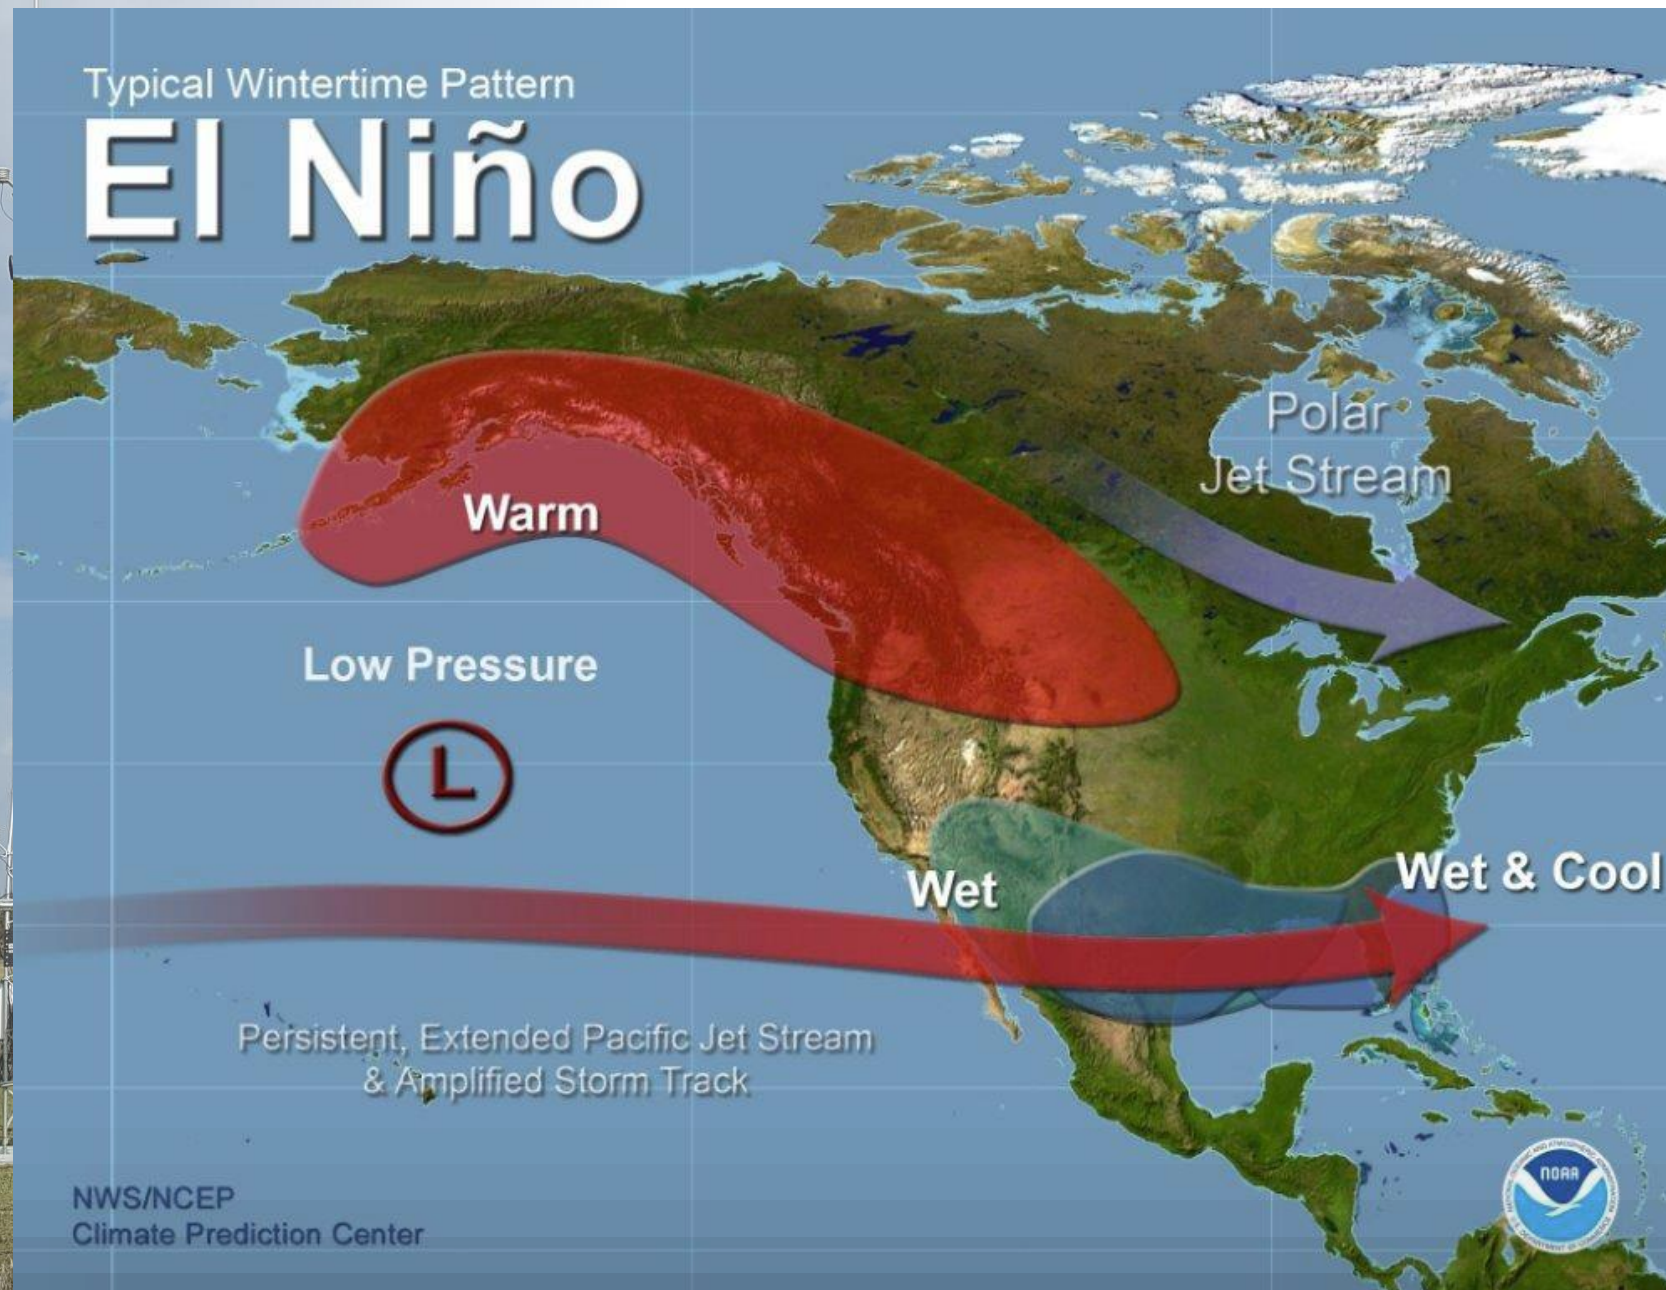 Typical Wintertime Pattern
El Niño
Polar
Jet Stream
Warm
Low Pressure
L
Wet
Wet & Cool
Persistent, Extended Pacific Jet Stream
& Amplified Storm Track
NWS/NCEP
Climate Prediction Center
NOAA